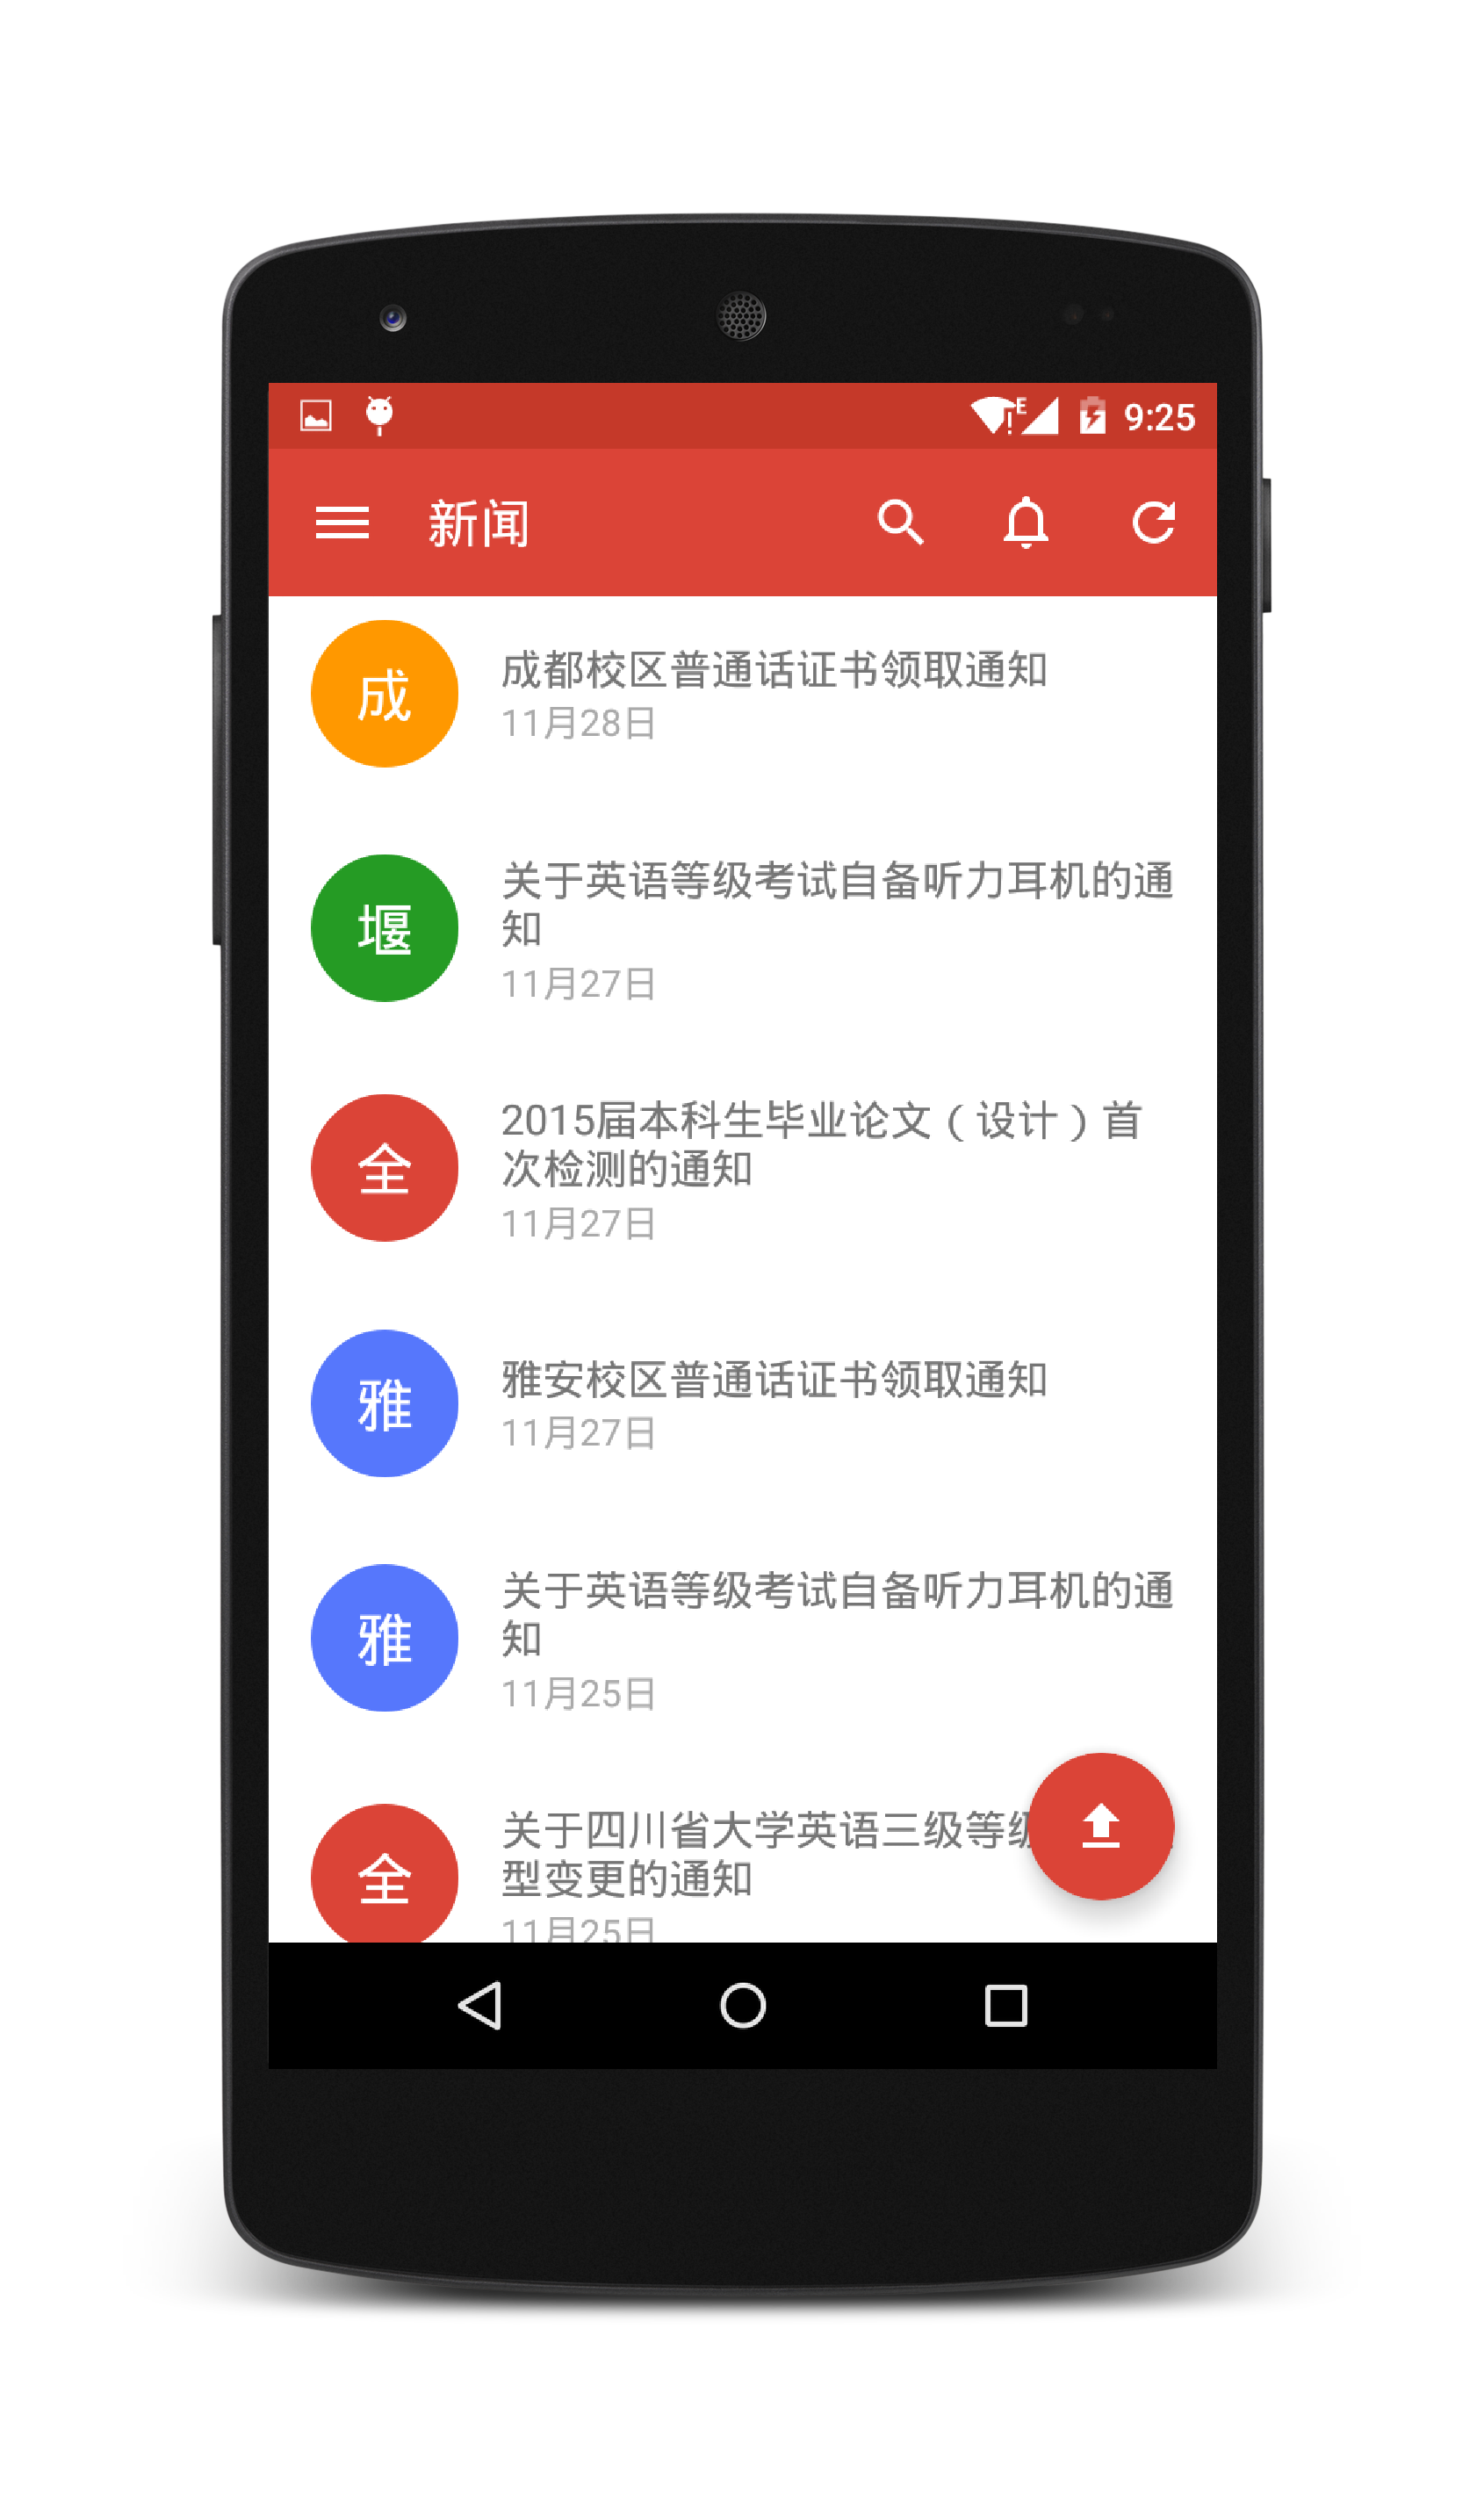 E 9:25
新闻
成
成都校区普通话证书领取通知
11月28日
堰
关于英语等级考试自备听力耳机的通
知
11月27日
全
2015届本科生毕业论文（设计）首
次检测的通知
11月27日
雅
雅安校区普通话证书领取通知
11月27日
雅
关于英语等级考试自备听力耳机的通
知
11月25日
全
关于四川省大学英语三级等
型变更的通知
11月25日